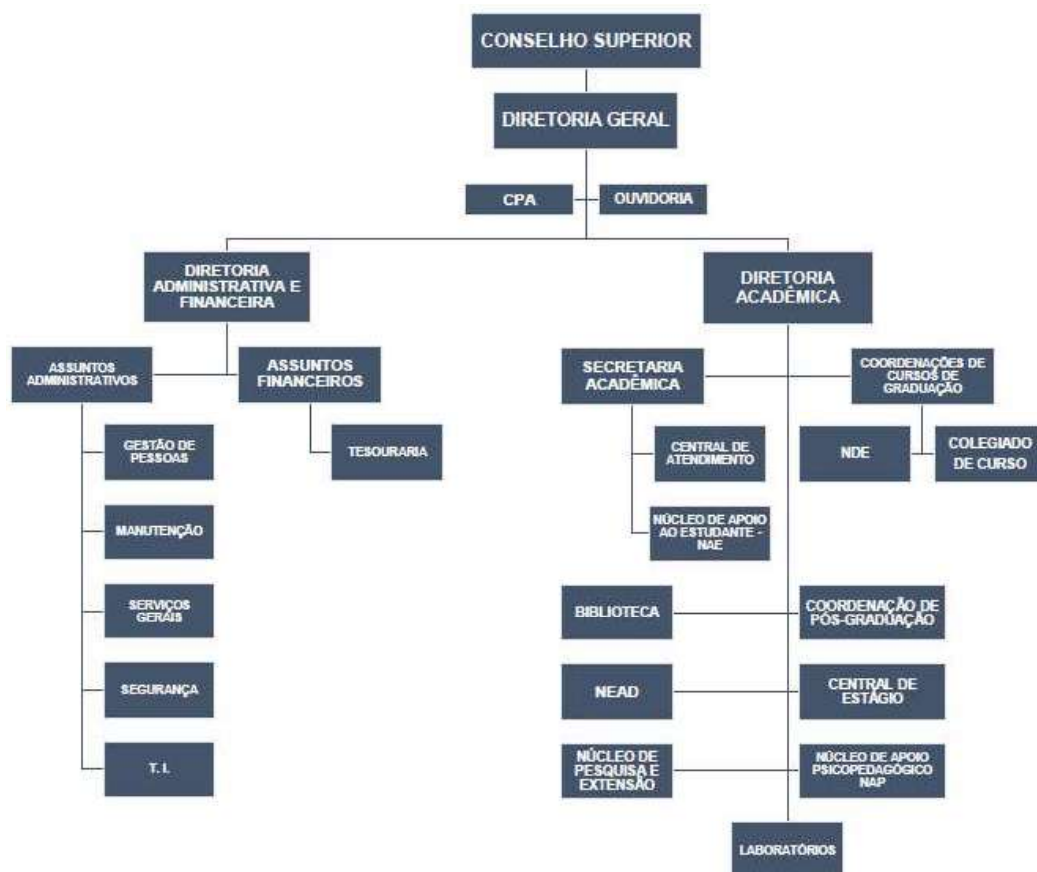 CONSELHO SUPERIOR
DIRETORIA GERAL
CPA
OUVIDORIA
DIRETORIA
ADMINISTRATIVA E
FINANCEIRA
DIRETORIA
ACADÊMICA
ASSUNTOS
ADMINISTRATIVOS
ASSUNTOS
FINANCEIROS
SECRETARIA
ACADÊMICA
COORDENAÇÕES DE
CURSOS DE
GRADUAÇÃO
GESTÃO DE
PESSOAS
TESOURARIA
CENTRAL DE
ATENDIMENTO
NDE
COLEGIADO
DE CURSO
MANUTENÇÃO
NÚCLEO DE APOIO
AO ESTUDANTE -
NAE
SERVIÇOS
GERAIS
BIBLIOTECA
COORDENAÇÃO DE
PÓS-GRADUAÇÃO
SEGURANÇA
NEAD
CENTRAL DE
ESTÁGIO
T. I.
NÚCLEO DE
PESQUISA E
EXTENSÃO
NÚCLEO DE APOIO
PSICOPEDAGÓGICO
NAP
LABORATÓRIOS